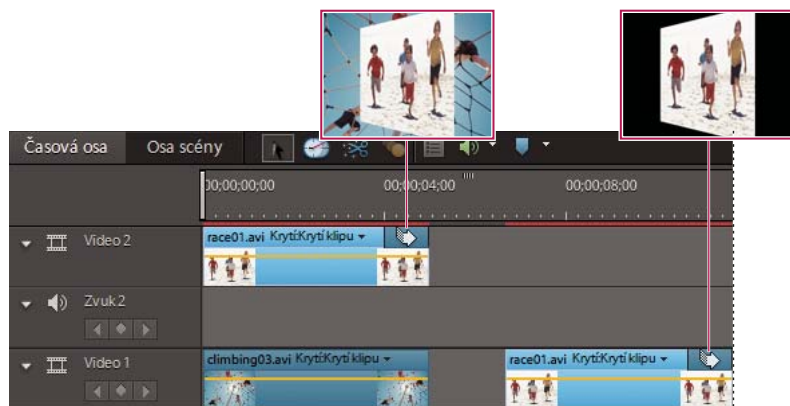 Časová osa Osa scény
00;00;00;00 00;00;04;00 00;00;08;00
Video 2 race01.avi Krytí:Krytí klipu
Zvuk 2
Video 1 climbing03.avi Krytí:Krytí klipu race01.avi Krytí:Krytí klipu